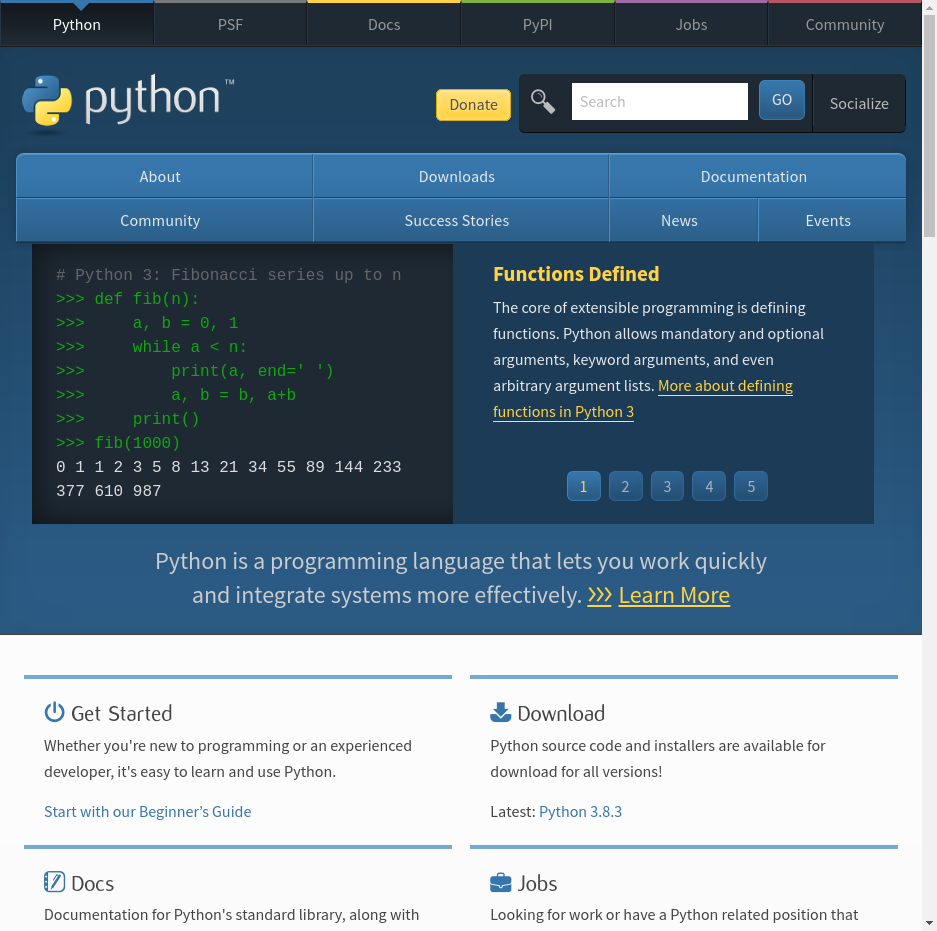 Python PSF Docs PyPI Jobs Community
python™
Donate Search GO Socialize
About Downloads Documentation
Community Success Stories News Events
# Python 3: Fibonacci series up to n
>>> def fib(n):
>>>     a, b = 0, 1
>>>     while a < n:
>>>         print(a, end=' ')
>>>         a, b = b, a+b
>>>     print()
>>> fib(1000)
0 1 1 2 3 5 8 13 21 34 55 89 144 233
377 610 987
Functions Defined
The core of extensible programming is defining
functions. Python allows mandatory and optional
arguments, keyword arguments, and even
arbitrary argument lists. More about defining
functions in Python 3
1 2 3 4 5
Python is a programming language that lets you work quickly
and integrate systems more effectively. >>> Learn More
Get Started
Whether you're new to programming or an experienced
developer, it's easy to learn and use Python.
Start with our Beginner’s Guide
Download
Python source code and installers are available for
download for all versions!
Latest: Python 3.8.3
Docs
Documentation for Python's standard library, along with
Jobs
Looking for work or have a Python related position that